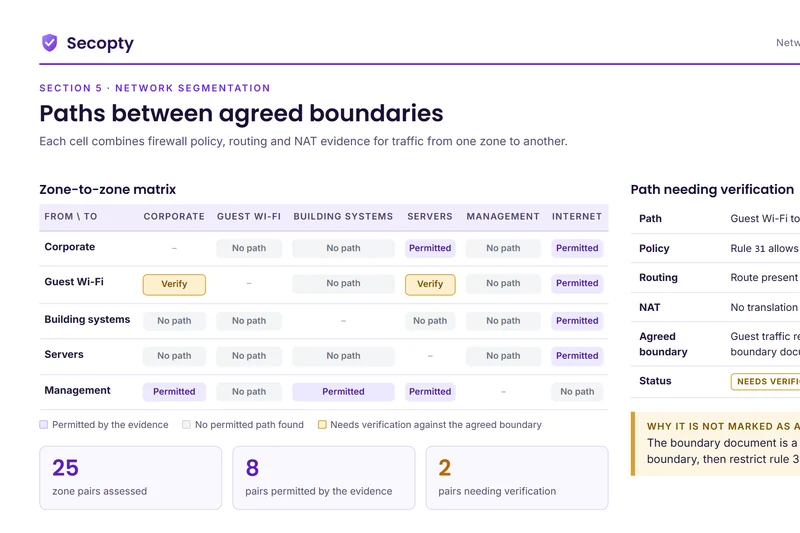 Secopty
SECTION 5 · NETWORK SEGMENTATION
Paths between agreed boundaries
Each cell combines firewall policy, routing and NAT evidence for traffic from one zone to another.
Zone-to-zone matrix
FROM \ TO CORPORATE GUEST WI-FI BUILDING SYSTEMS SERVERS MANAGEMENT INTERNET
Corporate – No path No path Permitted No path Permitted
Guest Wi-Fi Verify – No path Verify No path Permitted
Building systems No path No path – No path No path Permitted
Servers No path No path No path – No path Permitted
Management Permitted No path Permitted Permitted – No path
Permitted by the evidence No permitted path found Needs verification against the agreed boundary
25
zone pairs assessed
8
pairs permitted by the evidence
2
pairs needing verification
Path needing verification
Path Guest Wi-Fi to
Policy Rule 31 allows
Routing Route present
NAT No translation
Agreed boundary Guest traffic
boundary
Status NEEDS
WHY IT IS NOT MARKED AS A
The boundary document is a
boundary, then restrict rule 3